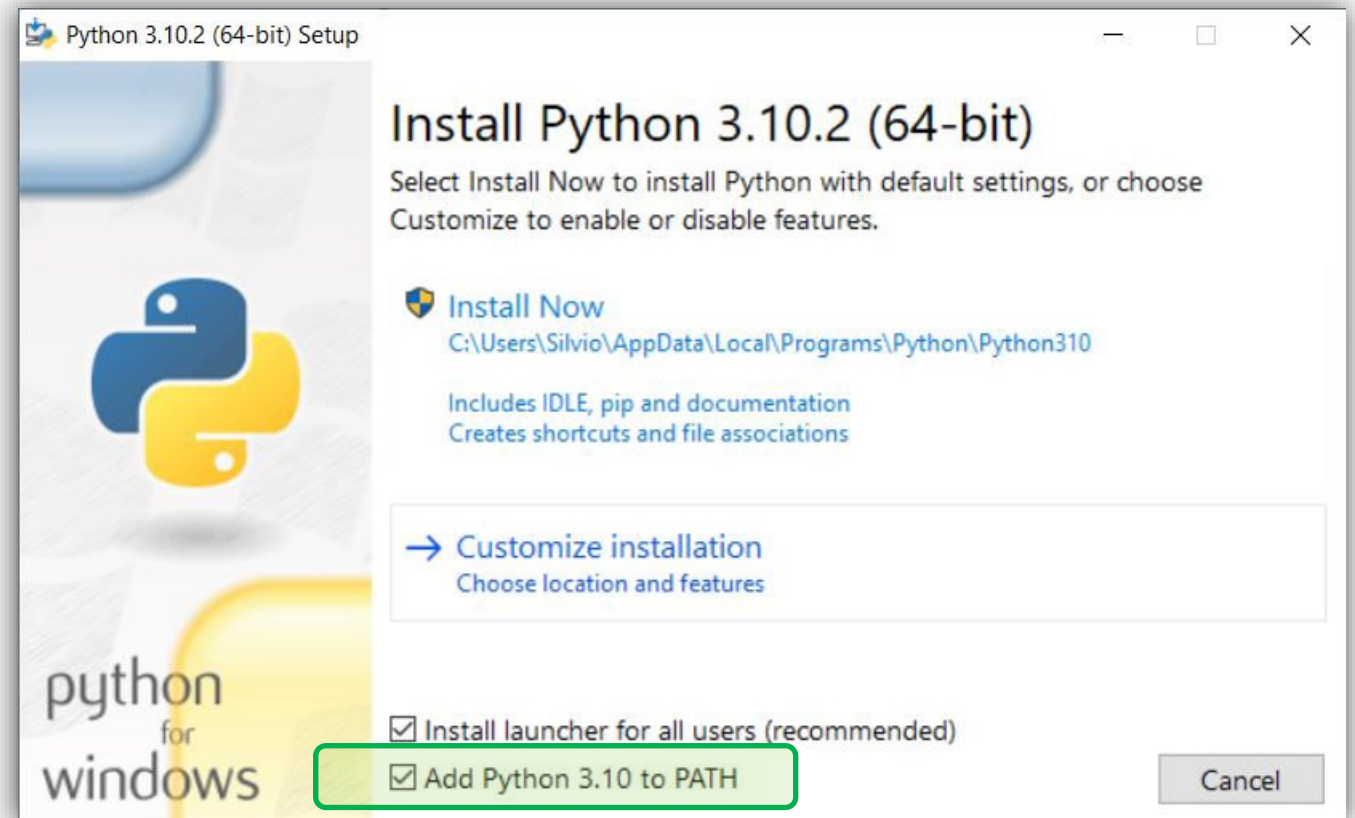 Python 3.10.2 (64-bit) Setup
Install Python 3.10.2 (64-bit)
Select Install Now to install Python with default settings, or choose
Customize to enable or disable features.
Install Now
C:\Users\Silvio\AppData\Local\Programs\Python\Python310
Includes IDLE, pip and documentation
Creates shortcuts and file associations
Customize installation
Choose location and features
python
for
windows
Install launcher for all users (recommended)
Add Python 3.10 to PATH
Cancel